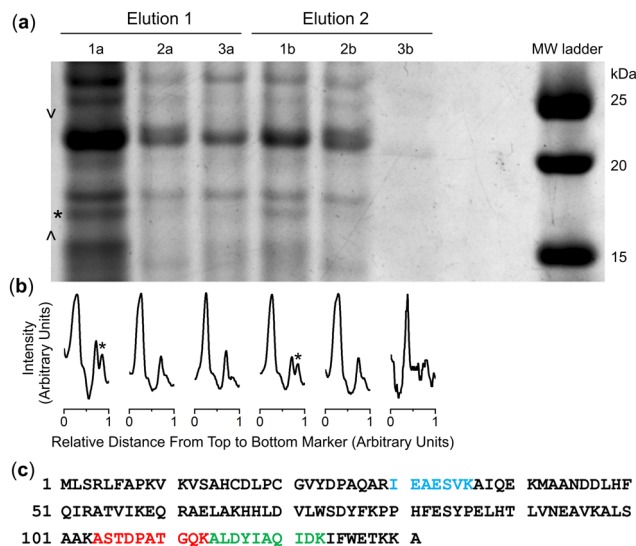 (a)
Elution 1 Elution 2
1a 2a 3a 1b 2b 3b MW ladder
kDa
25
>
20
*
>
15
(b)
Intensity
(Arbitrary Units)
* *
0 1 0 1 0 1 0 1 0 1 0 1
Relative Distance From Top to Bottom Marker (Arbitrary Units)
(c)
1 MLSRLFAPKV KVSAHCDLPC GVYDPAQARI EAESVKAIQE KMAANDDLHF
51 QIRATVIKEQ RAELAKHHLD VLWSDYFKPP HFESYPELHT LVNEAVKALS
101 AAKASTDPAT GQKALDYIAQ IDKIFWETKK A